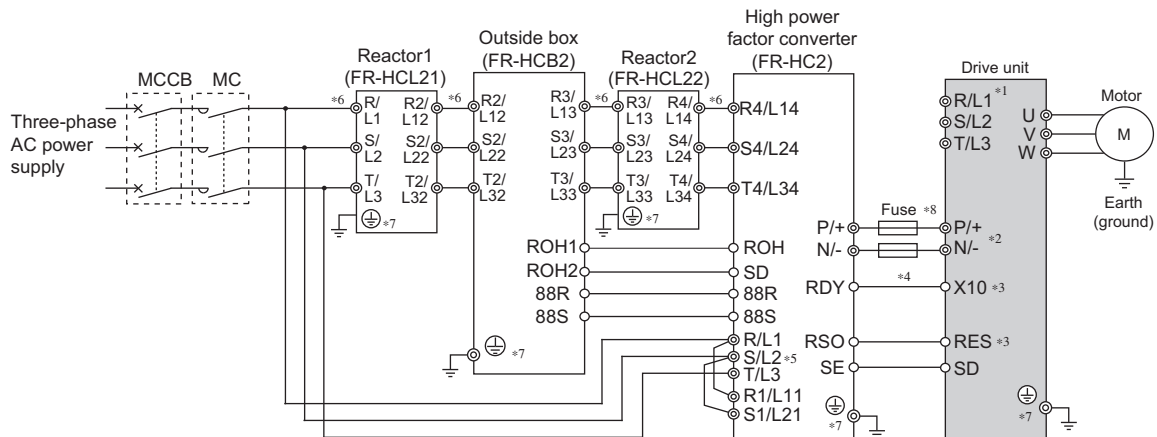 High power
factor converter
(FR-HC2)
Outside box
(FR-HCB2)
Reactor1
(FR-HCL21)
Reactor2
(FR-HCL22)
Drive unit
MCCB
MC
Motor
Three-phase
AC power
supply
*6
R/
L1
R2/
L12
*6
R2/
L12
R3/
L13
*6
R3/
L13
R4/
L14
*6
R4/L14
R/L1 *1
S/
L2
S2/
L22
S2/
L22
S3/
L23
S3/
L23
S4/
L24
S4/L24
S/L2
T/
L3
T2/
L32
T2/
L32
T3/
L33
T3/
L33
T4/
L34
T4/L34
T/L3
U
V
W
M
Earth
(ground)
*7
*7
Fuse *8
P/+
P/+
N/-
N/- *2
ROH1
ROH
ROH2
SD
88R
88R
88S
88S
RDY
*4
X10 *3
R/L1
S/L2 *5
T/L3
R1/L11
S1/L21
RSO
RES *3
SE
SD
*7
*7
*7